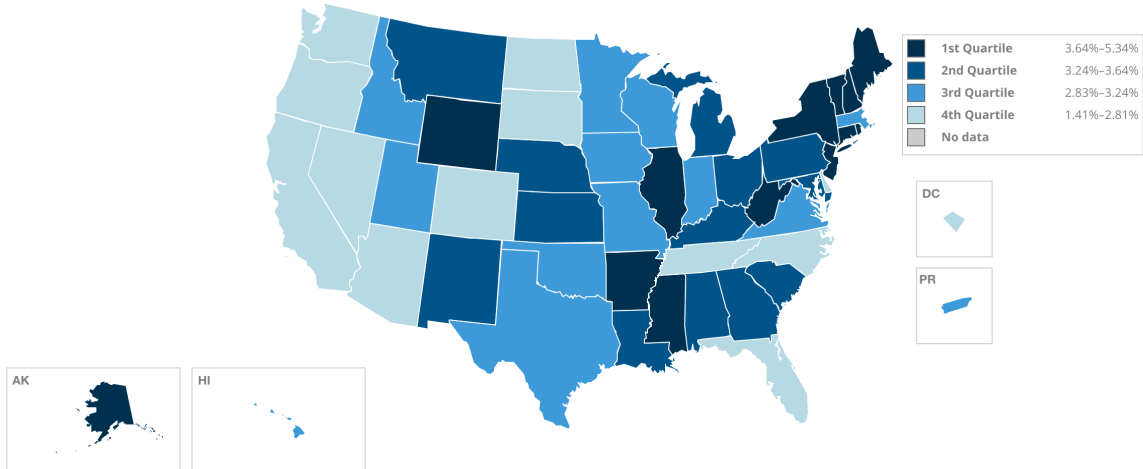 1st Quartile 3.64%–5.34%
2nd Quartile 3.24%–3.64%
3rd Quartile 2.83%–3.24%
4th Quartile 1.41%–2.81%
No data
DC
PR
AK
HI